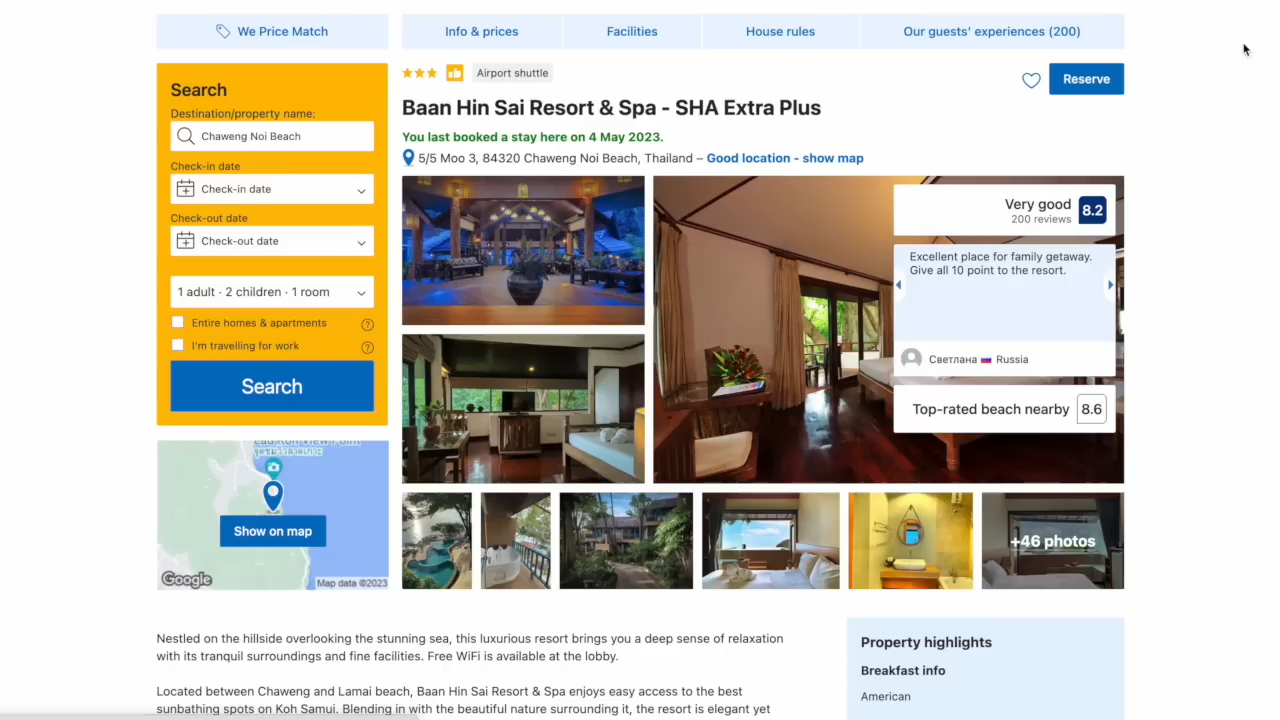 We Price Match
Info & prices
Facilities
House rules
Our guests' experiences (200)
Search
Destination/property name:
Chaweng Noi Beach
Check-in date
Check-in date
Check-out date
Check-out date
1 adult · 2 children · 1 room
Entire homes & apartments
I'm travelling for work
Search
Show on map
Google
Map data ©2023
Airport shuttle
Reserve
Baan Hin Sai Resort & Spa - SHA Extra Plus
You last booked a stay here on 4 May 2023.
5/5 Moo 3, 84320 Chaweng Noi Beach, Thailand – Good location - show map
Very good
200 reviews
8.2
Excellent place for family getaway.
Give all 10 point to the resort.
Светлана Russia
Top-rated beach nearby 8.6
+46 photos
Nestled on the hillside overlooking the stunning sea, this luxurious resort brings you a deep sense of relaxation
with its tranquil surroundings and fine facilities. Free WiFi is available at the lobby.
Located between Chaweng and Lamai beach, Baan Hin Sai Resort & Spa enjoys easy access to the best
sunbathing spots on Koh Samui. Blending in with the beautiful nature surrounding it, the resort is elegant yet
Property highlights
Breakfast info
American